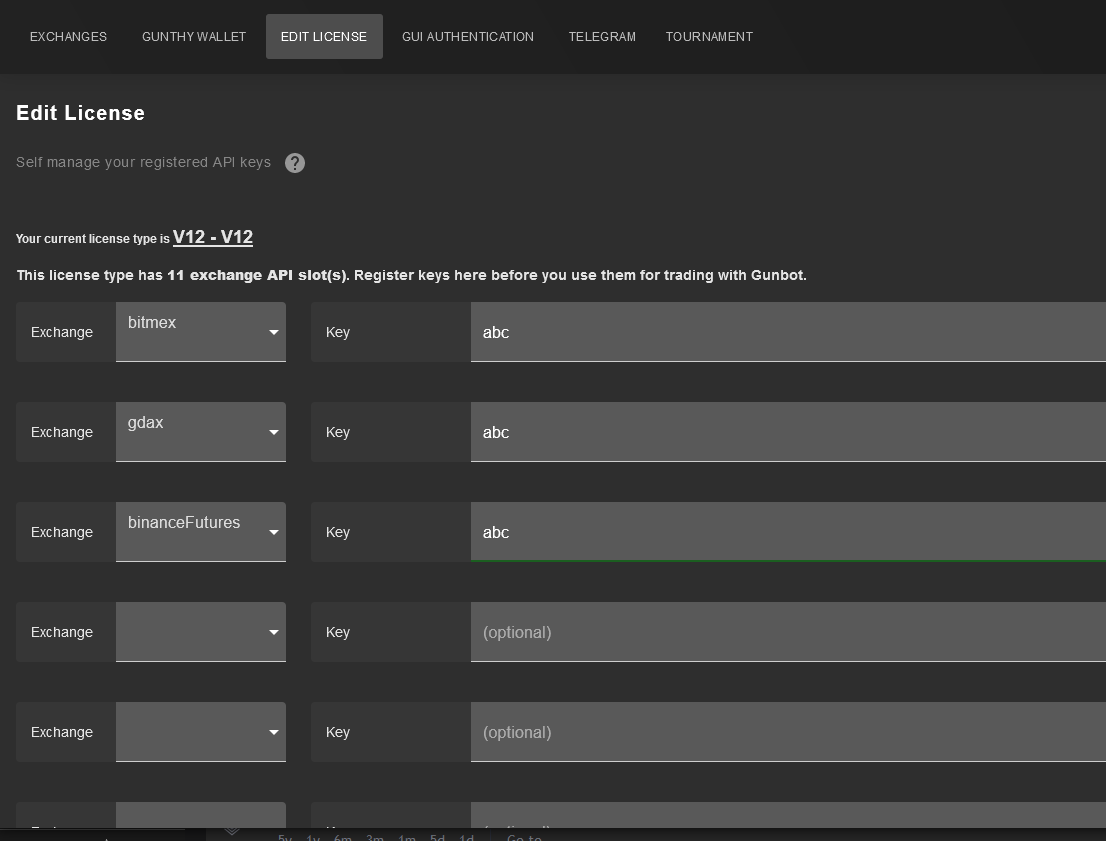 EXCHANGES GUNTHY WALLET EDIT LICENSE GUI AUTHENTICATION TELEGRAM TOURNAMENT
Edit License
Self manage your registered API keys ?
Your current license type is V12 - V12
This license type has 11 exchange API slot(s). Register keys here before you use them for trading with Gunbot.
Exchange bitmex Key abc
Exchange gdax Key abc
Exchange binanceFutures Key abc
Exchange Key (optional)
Exchange Key (optional)
5y 1y 6m 3m 1m 5d 1d Go to